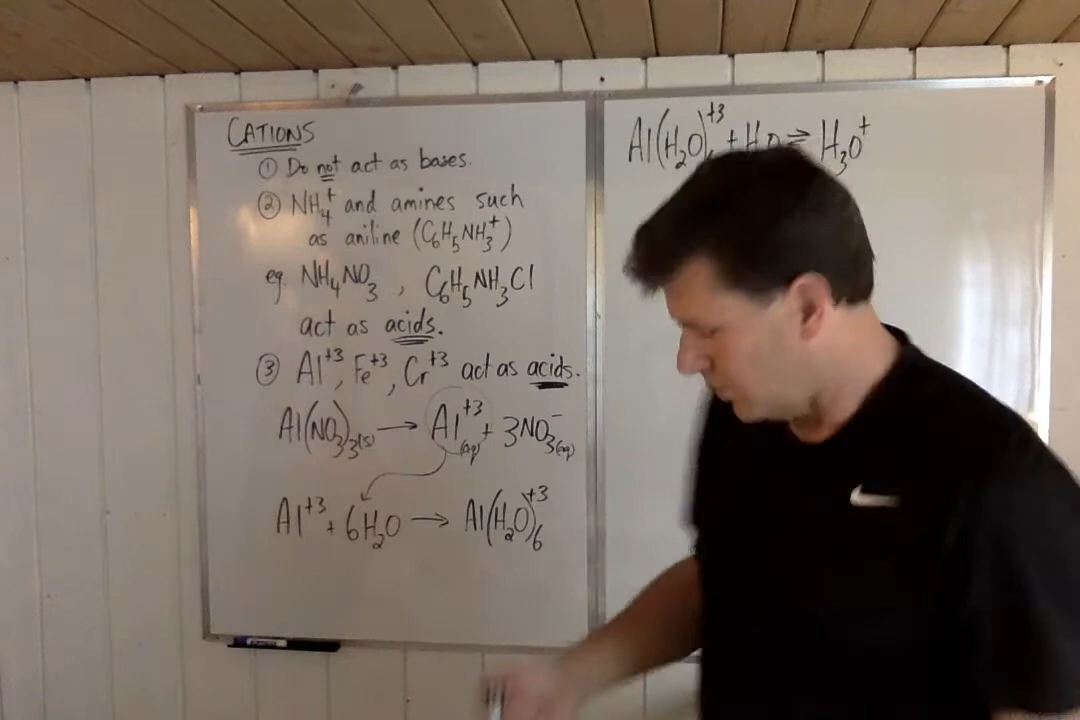 CATIONS
① Do not act as bases.
② NH₄⁺ and amines such
as aniline (C₆H₅NH₃⁺)
eg. NH₄NO₃ , C₆H₅NH₃Cl
act as acids.
③ Al⁺³, Fe⁺³, Cr⁺³ act as acids.
Al(NO₃)₃(s) → Al⁺³(aq) + 3NO₃⁻(aq)
Al⁺³ + 6H₂O → Al(H₂O)₆⁺³
Al(H₂O)₆⁺³ + H₂O ⇌ H₃O⁺